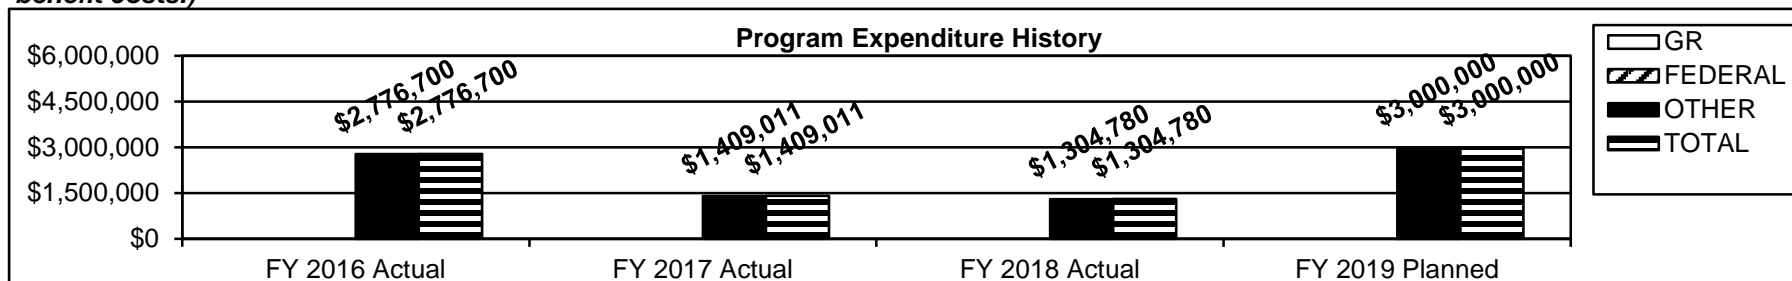 benefit costs.)
Program Expenditure History
$6,000,000
$4,500,000
$3,000,000
$1,500,000
$0
$2,776,700
$2,776,700
$1,409,011
$1,409,011
$1,304,780
$1,304,780
$3,000,000
$3,000,000
FY 2016 Actual
FY 2017 Actual
FY 2018 Actual
FY 2019 Planned
GR
FEDERAL
OTHER
TOTAL